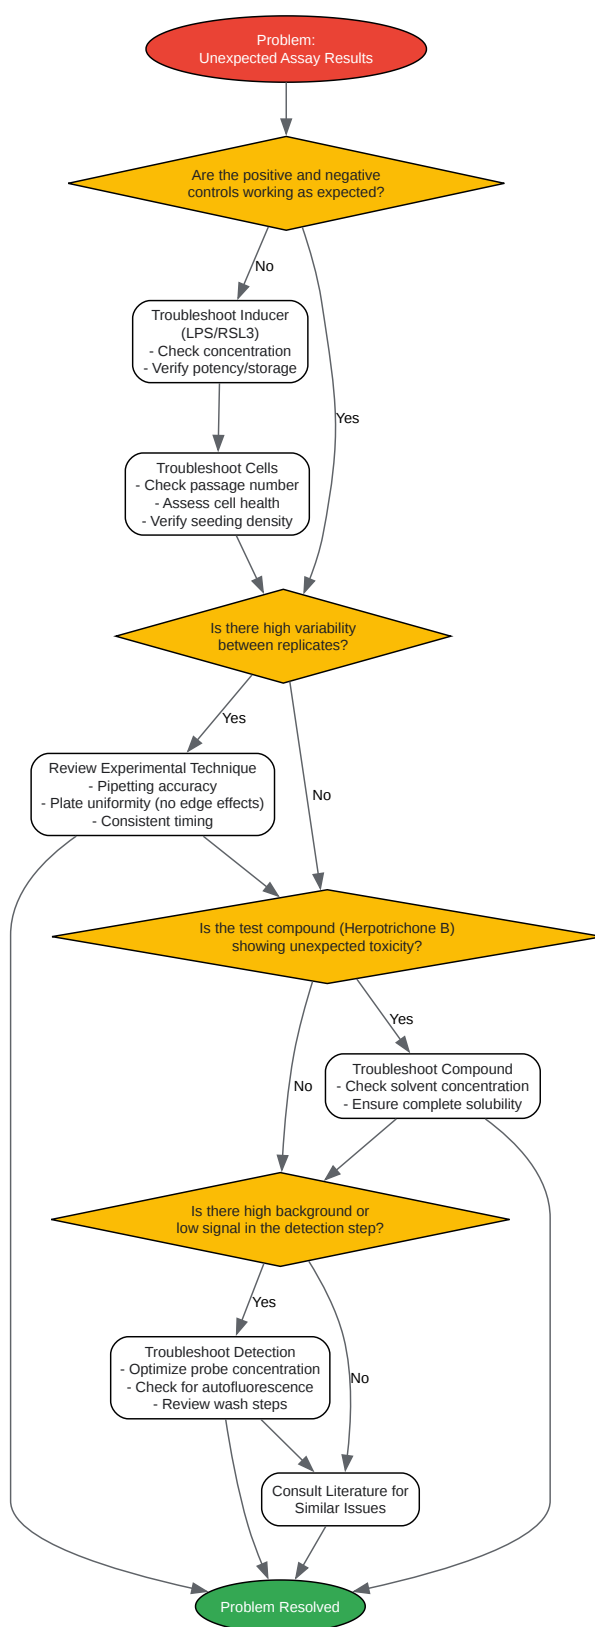 Problem:
Unexpected Assay Results
Are the positive and negative
controls working as expected?
No
Troubleshoot Inducer
(LPS/RSL3)
- Check concentration
- Verify potency/storage
Yes
Troubleshoot Cells
- Check passage number
- Assess cell health
- Verify seeding density
Is there high variability
between replicates?
Yes
Review Experimental Technique
- Pipetting accuracy
- Plate uniformity (no edge effects)
- Consistent timing
No
Is the test compound (Herpotrichone B)
showing unexpected toxicity?
Yes
Troubleshoot Compound
- Check solvent concentration
- Ensure complete solubility
No
Is there high background or
low signal in the detection step?
Yes
Troubleshoot Detection
- Optimize probe concentration
- Check for autofluorescence
- Review wash steps
No
Consult Literature for
Similar Issues
Problem Resolved